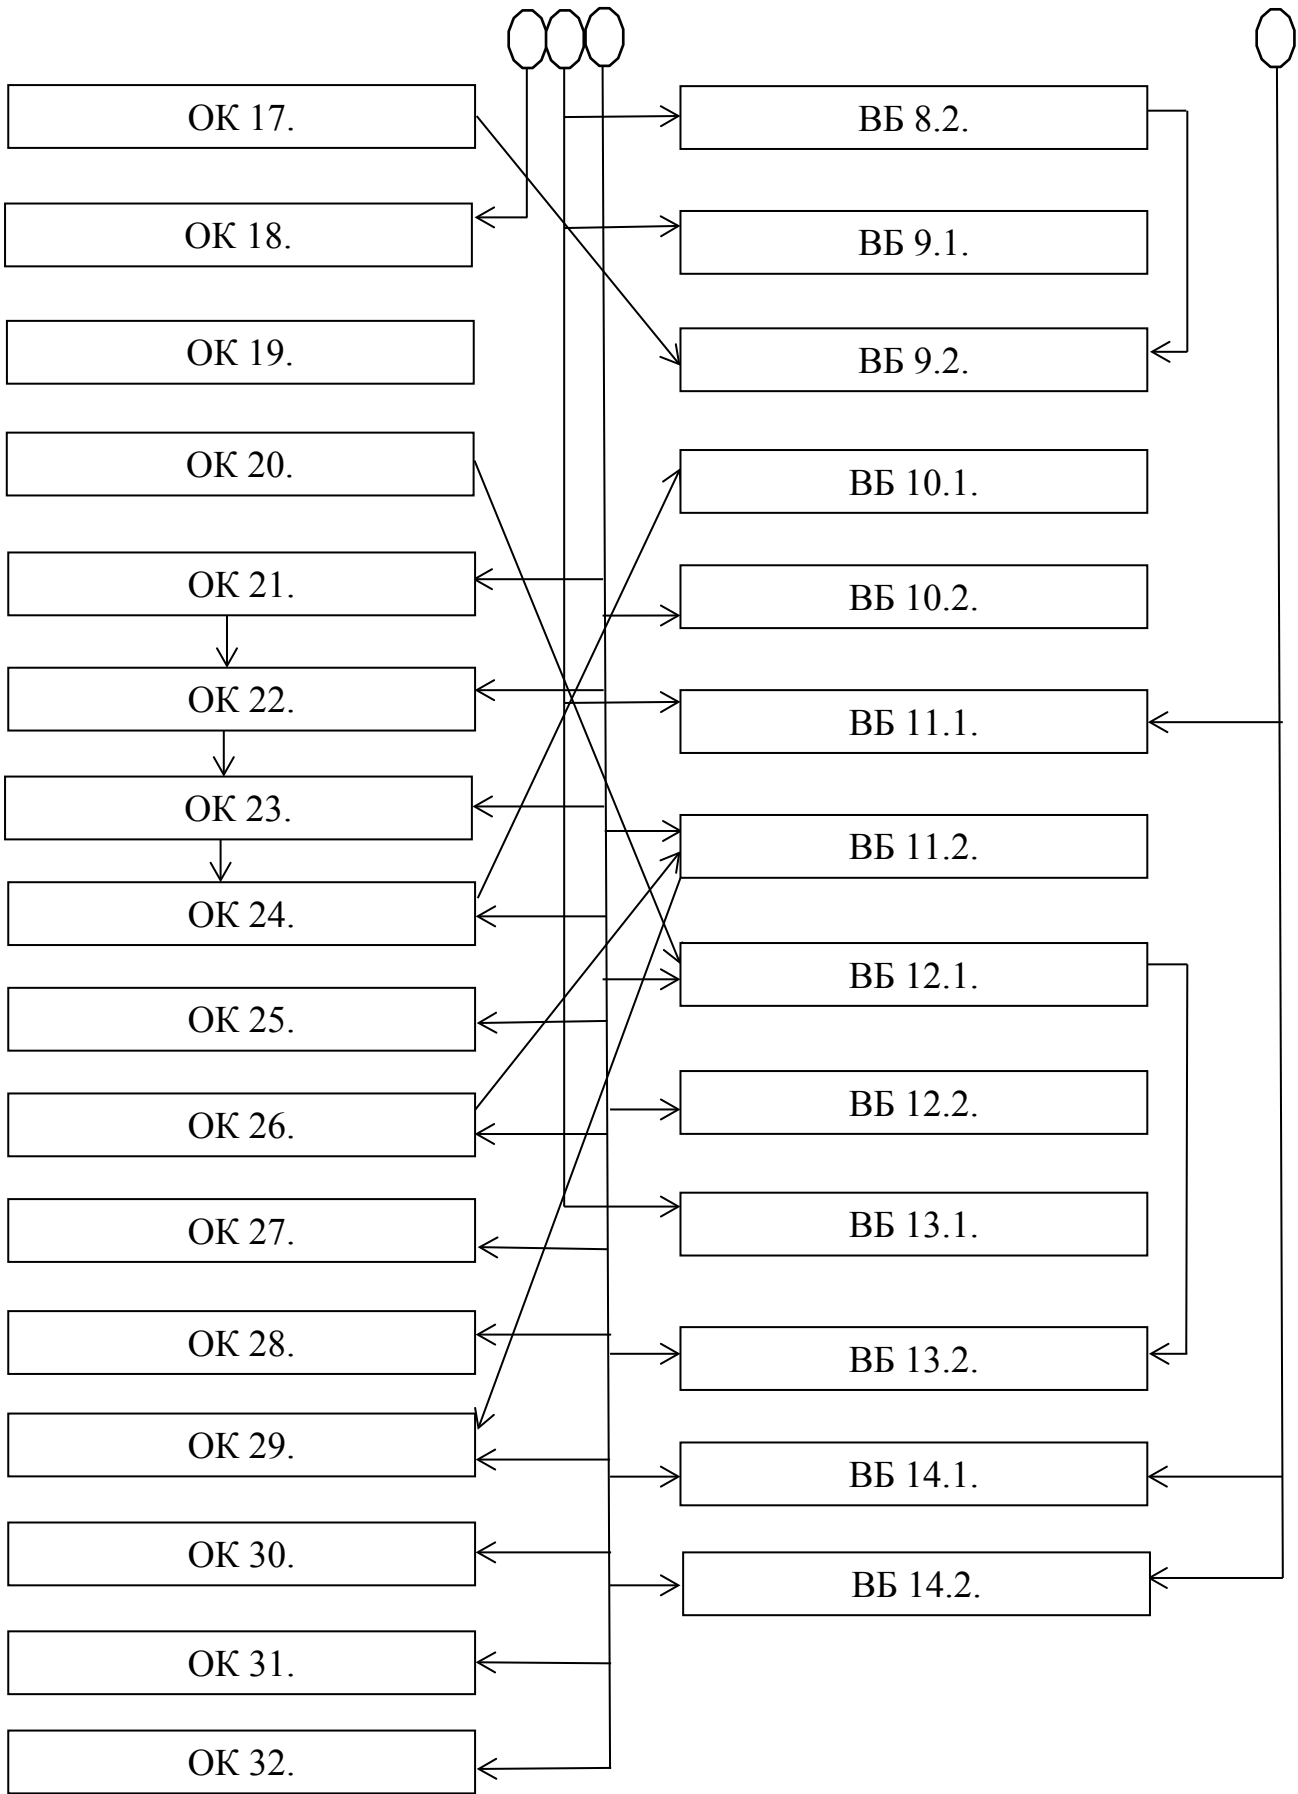 ОК 17.
ВБ 8.2.
ОК 18.
ВБ 9.1.
ОК 19.
ВБ 9.2.
ОК 20.
ВБ 10.1.
ОК 21.
ВБ 10.2.
ОК 22.
ВБ 11.1.
ОК 23.
ВБ 11.2.
ОК 24.
ВБ 12.1.
ОК 25.
ВБ 12.2.
ОК 26.
ВБ 13.1.
ОК 27.
ВБ 13.2.
ОК 28.
ВБ 14.1.
ОК 29.
ВБ 14.2.
ОК 30.
ОК 31.
ОК 32.